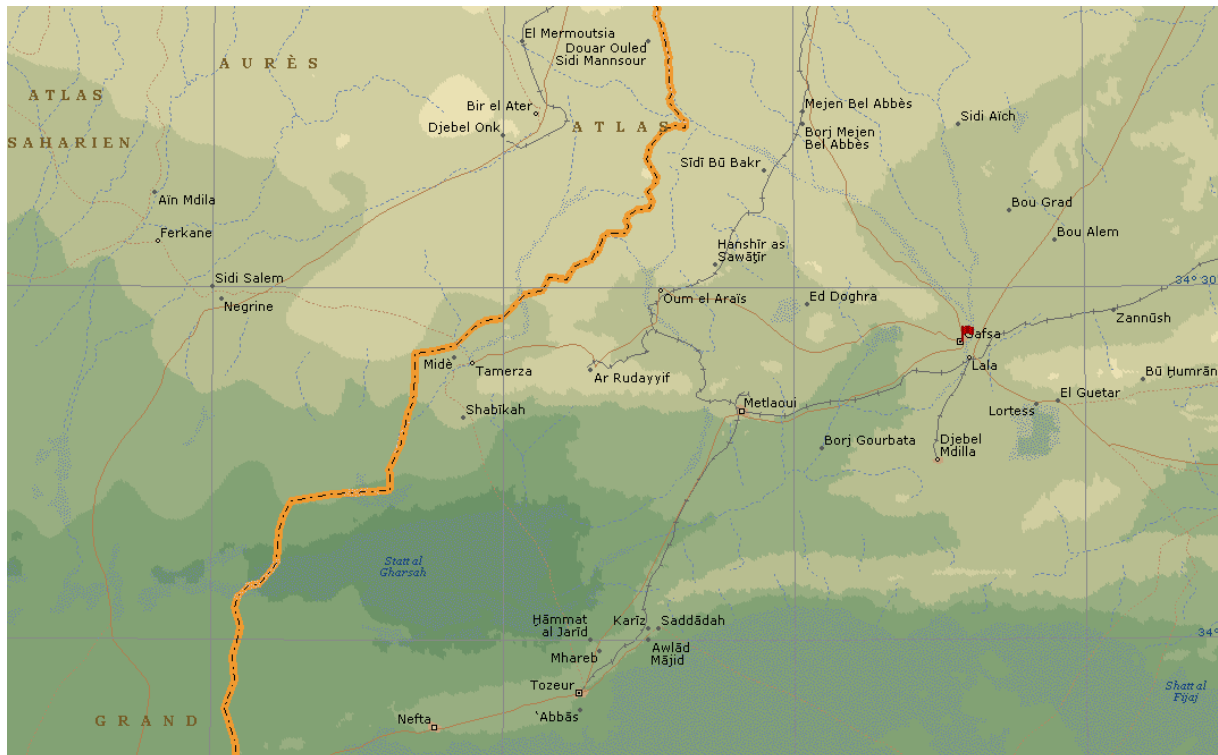 El Mermoutsia
Douar Ouled
Sidi Mannsour
AURÈS
ATLAS
Bir el Ater
Mejen Bel Abbès
Djebel Onk
ATLAS
Borj Mejen
Bel Abbès
Sidi Aïch
SAHARIEN
Sīdī Bū Bakr
Aïn Mdila
Bou Grad
Ferkane
Bou Alem
Hanshīr as
Sawāţīr
Sidi Salem
34° 30
Negrine
Oum el Araïs
Ed Doghra
Zannūsh
Gafsa
Midè
Tamerza
Ar Rudayyif
Lala
Bū Ḩumrān
Shabīkah
Metlaoui
Lortess
El Guetar
Borj Gourbata
Djebel
Mdilla
Statt al
Gharsah
Ḩāmmat
al Jarīd
Karīz
Saddādah
34°
Mhareb
Awlād
Mājid
Tozeur
Shatt al
Fijaj
'Abbās
GRAND
Nefta